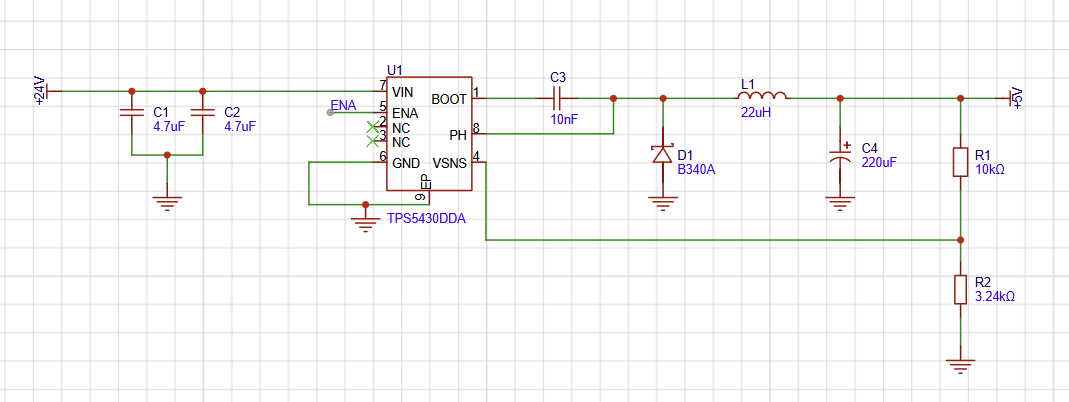 +24V
C1
4.7uF
C2
4.7uF
ENA
U1
7
VIN
5
ENA
2
NC
3
NC
6
GND
BOOT
1
PH
8
VSNS
4
EP
9
TPS5430DDA
C3
10nF
D1
B340A
L1
22uH
C4
220uF
+
+5V
R1
10kΩ
R2
3.24kΩ